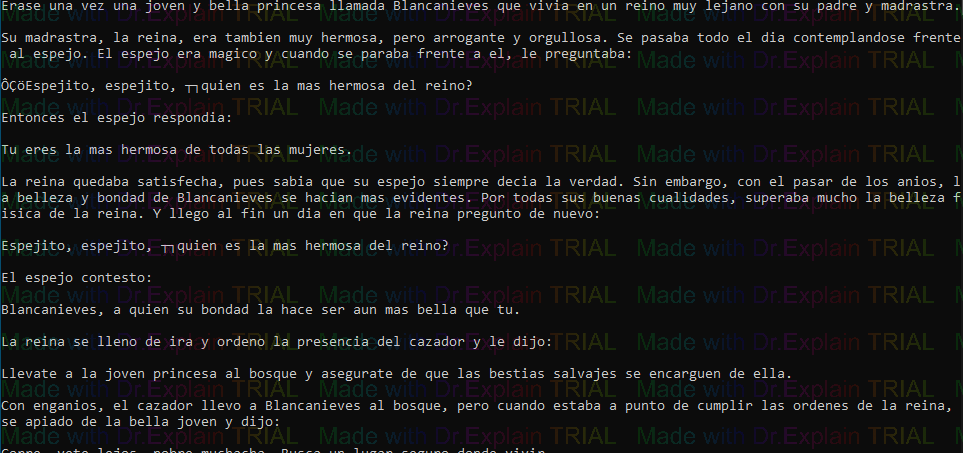 Erase una vez una joven y bella princesa llamada Blancanieves que vivia en un reino muy lejano con su padre y madrastra.
Su madrastra, la reina, era tambien muy hermosa, pero arrogante y orgullosa. Se pasaba todo el dia contemplandose frente
 al espejo. El espejo era magico y cuando se paraba frente a el, le preguntaba:
ÔÇöEspejito, espejito, ┬┐quien es la mas hermosa del reino?
Entonces el espejo respondia:
Tu eres la mas hermosa de todas las mujeres.
La reina quedaba satisfecha, pues sabia que su espejo siempre decia la verdad. Sin embargo, con el pasar de los anios, l
a belleza y bondad de Blancanieves se hacian mas evidentes. Por todas sus buenas cualidades, superaba mucho la belleza f
isica de la reina. Y llego al fin un dia en que la reina pregunto de nuevo:
Espejito, espejito, ┬┐quien es la mas hermosa del reino?
El espejo contesto:
Blancanieves, a quien su bondad la hace ser aun mas bella que tu.
La reina se lleno de ira y ordeno la presencia del cazador y le dijo:
Llevate a la joven princesa al bosque y asegurate de que las bestias salvajes se encarguen de ella.
Con enganios, el cazador llevo a Blancanieves al bosque, pero cuando estaba a punto de cumplir las ordenes de la reina,
se apiado de la bella joven y dijo:
Made with Dr.Explain TRIAL